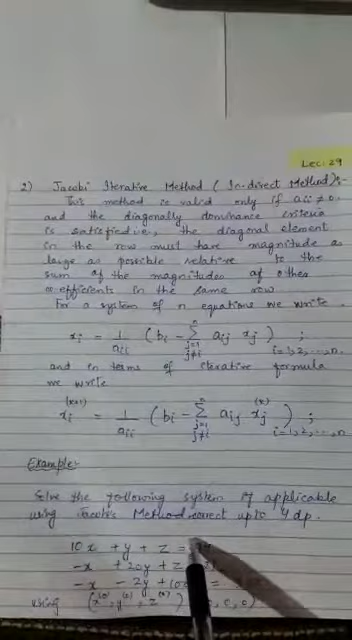 Lec: 29
2) Jacobi Iterative Method (In-direct Method):-
This method is valid only if aii ≠ 0.
and the diagonally dominance criteria
is satisfied i.e., the diagonal element
in the row must have magnitude as
large as possible relative to the
sum of the magnitudes of other
co-efficients in the same row.
For a system of n equations we write.
xi = 1/aii (bi - Σ(j=1, j≠i)^n aij xj) ; i=1,2,...,n.
and in terms of iterative formula
we write
xi^(k+1) = 1/aii (bi - Σ(j=1, j≠i)^n aij xj^(k)) ; i=1,2,...,n
Example:
Solve the following system if applicable
using Jacobi's Method correct upto 4 dp.
10x + y + z =
-x + 20y + z
-x - 2y +
using (x^(0), y^(0), z^(0)) 0, 0)